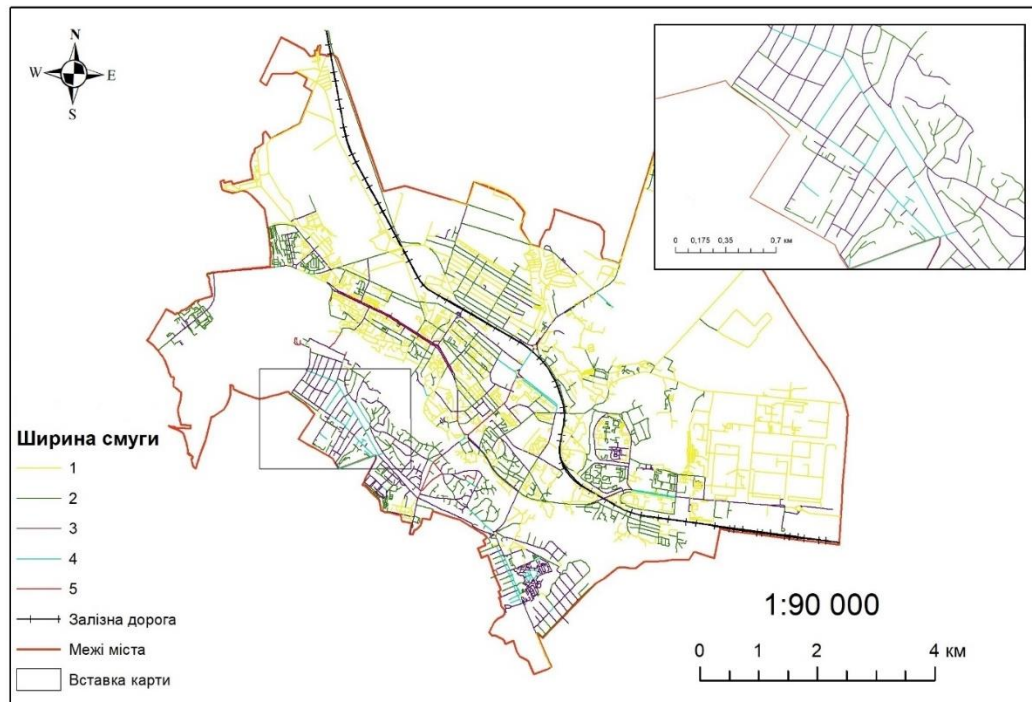 N
W E
S
0 0,175 0,35 0,7 км
Ширина смуги
1
2
3
4
5
Залізна дорога
Межі міста
Вставка карти
1:90 000
0 1 2 4 км